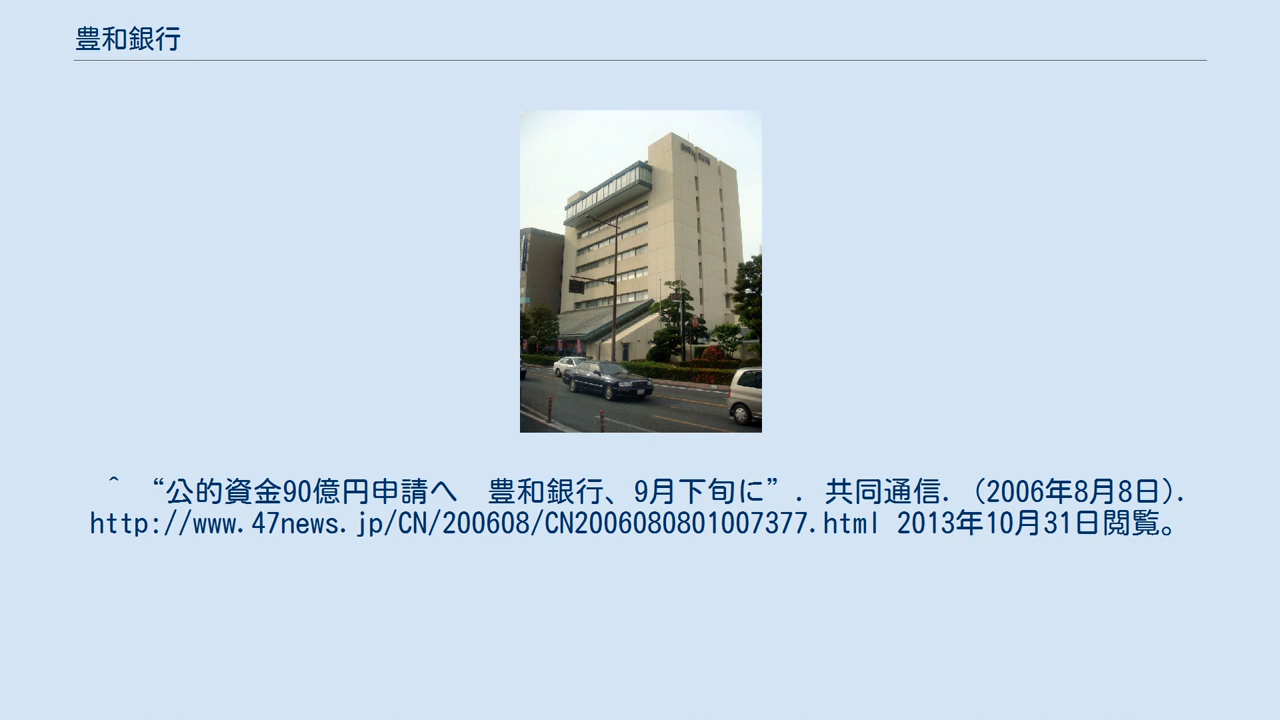 豊和銀行
^ “公的資金90億円申請へ　豊和銀行、9月下旬に”. 共同通信. (2006年8月8日).
http://www.47news.jp/CN/200608/CN2006080801007377.html 2013年10月31日閲覧。